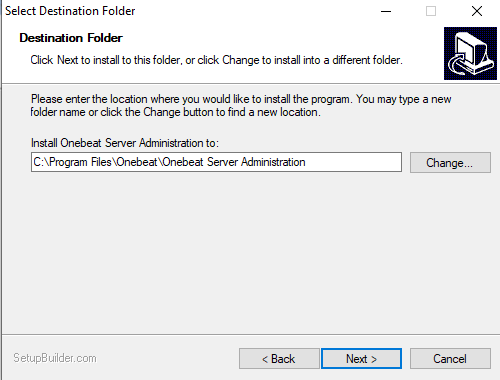 Select Destination Folder
Destination Folder
Click Next to install to this folder, or click Change to install into a different folder.
Please enter the location where you would like to install the program. You may type a new
folder name or click the Change button to find a new location.
Install Onebeat Server Administration to:
C:\Program Files\Onebeat\Onebeat Server Administration
Change...
SetupBuilder.com
< Back
Next >
Cancel